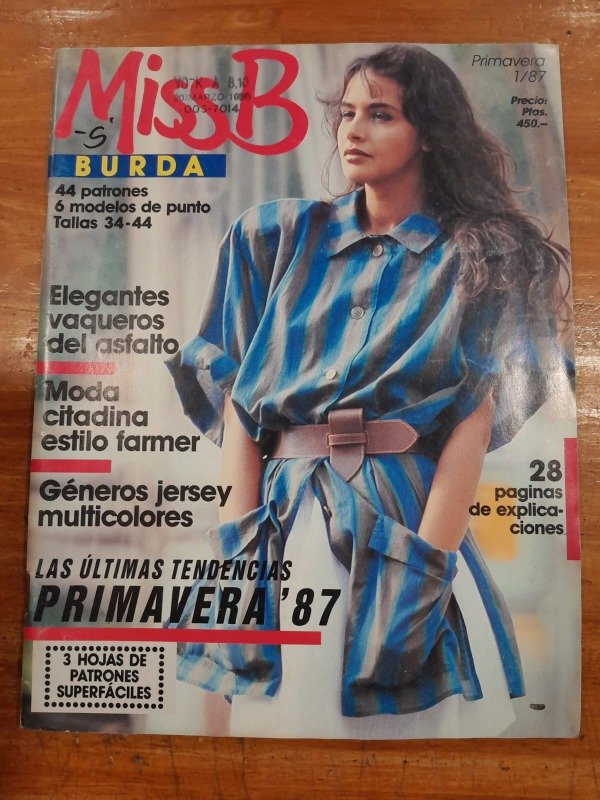 MissB
BURDA
Primavera
1/87
Precio:
Ptas.
450.–
44 patrones
6 modelos de punto
Tallas 34-44
Elegantes
vaqueros
del asfalto
Moda
citadina
estilo farmer
Géneros jersey
multicolores
28
paginas
de explica-
ciones
LAS ÚLTIMAS TENDENCIAS
PRIMAVERA '87
3 HOJAS DE
PATRONES
SUPERFÁCILES